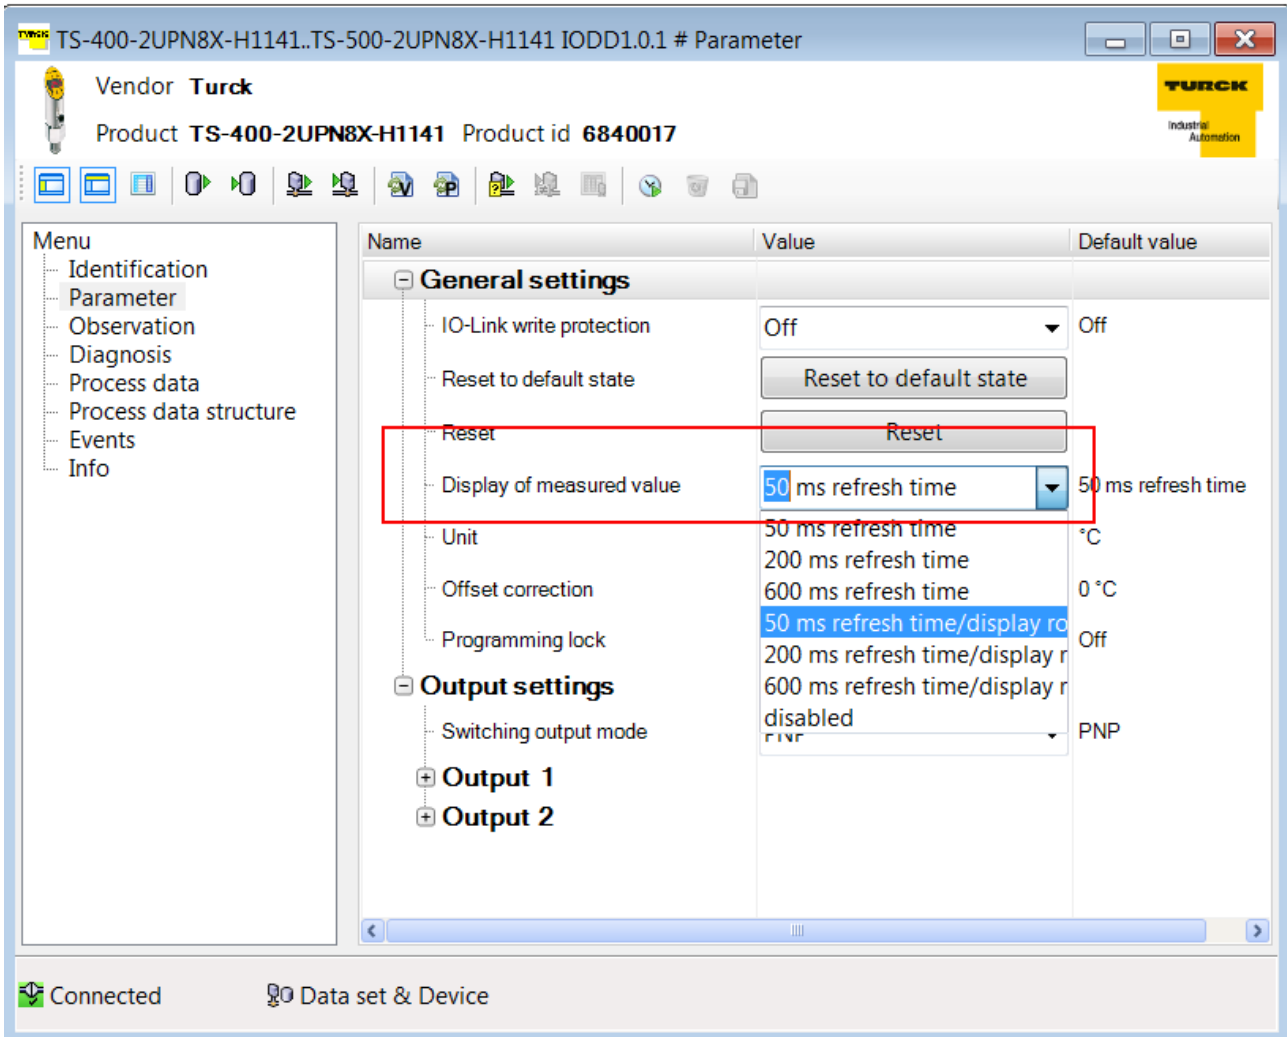 TURCK TS-400-2UPN8X-H1141..TS-500-2UPN8X-H1141 IODD1.0.1 # Parameter
Vendor Turck
TURCK
Product TS-400-2UPN8X-H1141 Product id 6840017
Industrial
Automation
Menu
Identification
Parameter
Observation
Diagnosis
Process data
Process data structure
Events
Info
Name Value Default value
General settings
IO-Link write protection Off Off
Reset to default state Reset to default state
Reset Reset
Display of measured value 50 ms refresh time 50 ms refresh time
50 ms refresh time
Unit °C
200 ms refresh time
600 ms refresh time
Offset correction 0 °C
50 ms refresh time/display ro
Programming lock Off
200 ms refresh time/display r
600 ms refresh time/display r
Output settings
disabled
Switching output mode PNP PNP
Output 1
Output 2
Connected Data set & Device